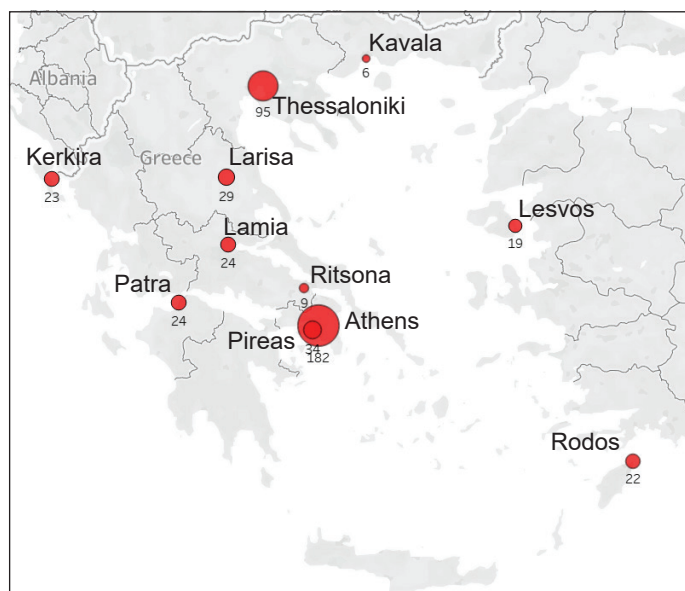 Kavala
6
Albania
95
Thessaloniki
Kerkira
23
Greece
Larisa
29
Lesvos
19
Lamia
24
Patra
24
Ritsona
9
Athens
Pireas
34
182
Rodos
22